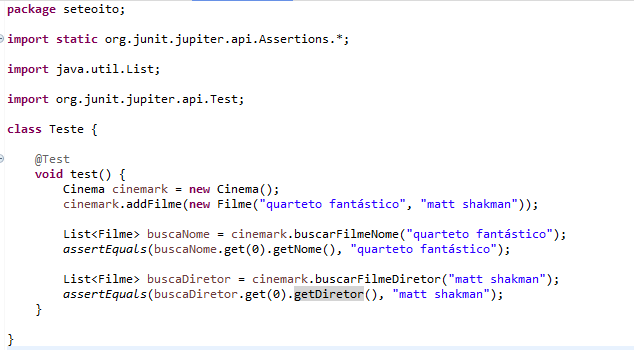 package seteoito;
import static org.junit.jupiter.api.Assertions.*;
import java.util.List;
import org.junit.jupiter.api.Test;
class Teste {
@Test
void test() {
Cinema cinemark = new Cinema();
cinemark.addFilme(new Filme("quarteto fantástico", "matt shakman"));
List<Filme> buscaNome = cinemark.buscarFilmeNome("quarteto fantástico");
assertEquals(buscaNome.get(0).getNome(), "quarteto fantástico");
List<Filme> buscaDiretor = cinemark.buscarFilmeDiretor("matt shakman");
assertEquals(buscaDiretor.get(0).getDiretor(), "matt shakman");
}
}